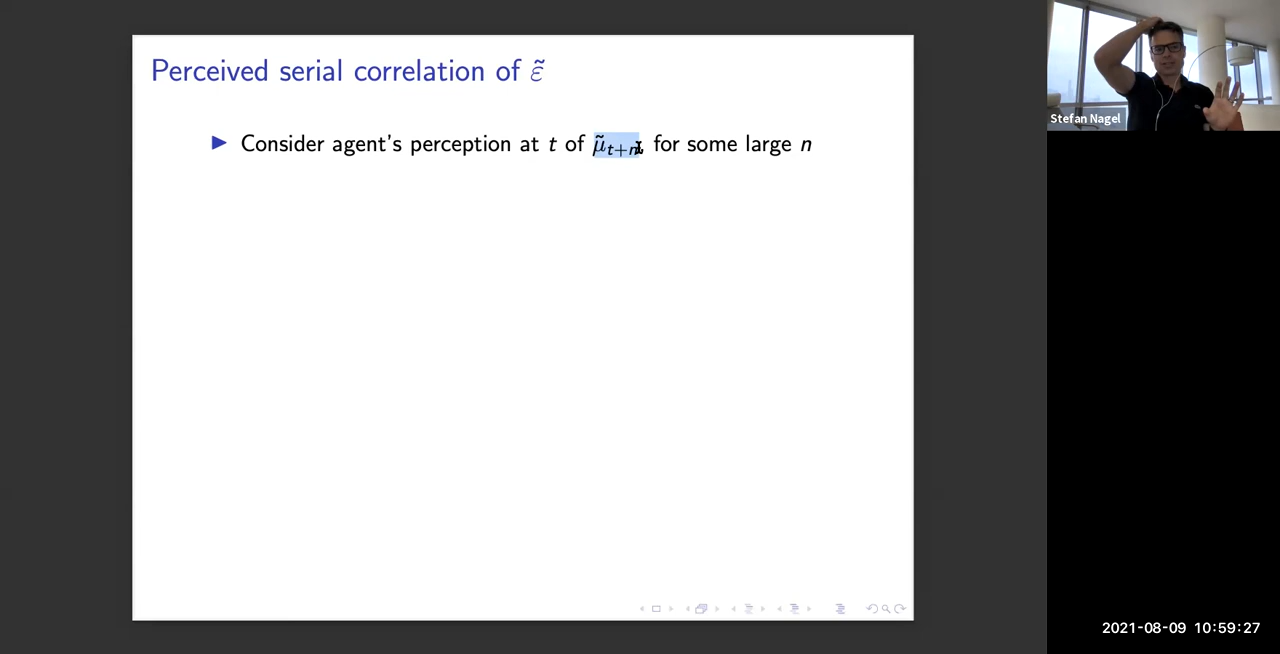 Perceived serial correlation of ε̃
▶ Consider agent's perception at t of μ̃ₜ₊ₙ, for some large n
Stefan Nagel
2021-08-09 10:59:27